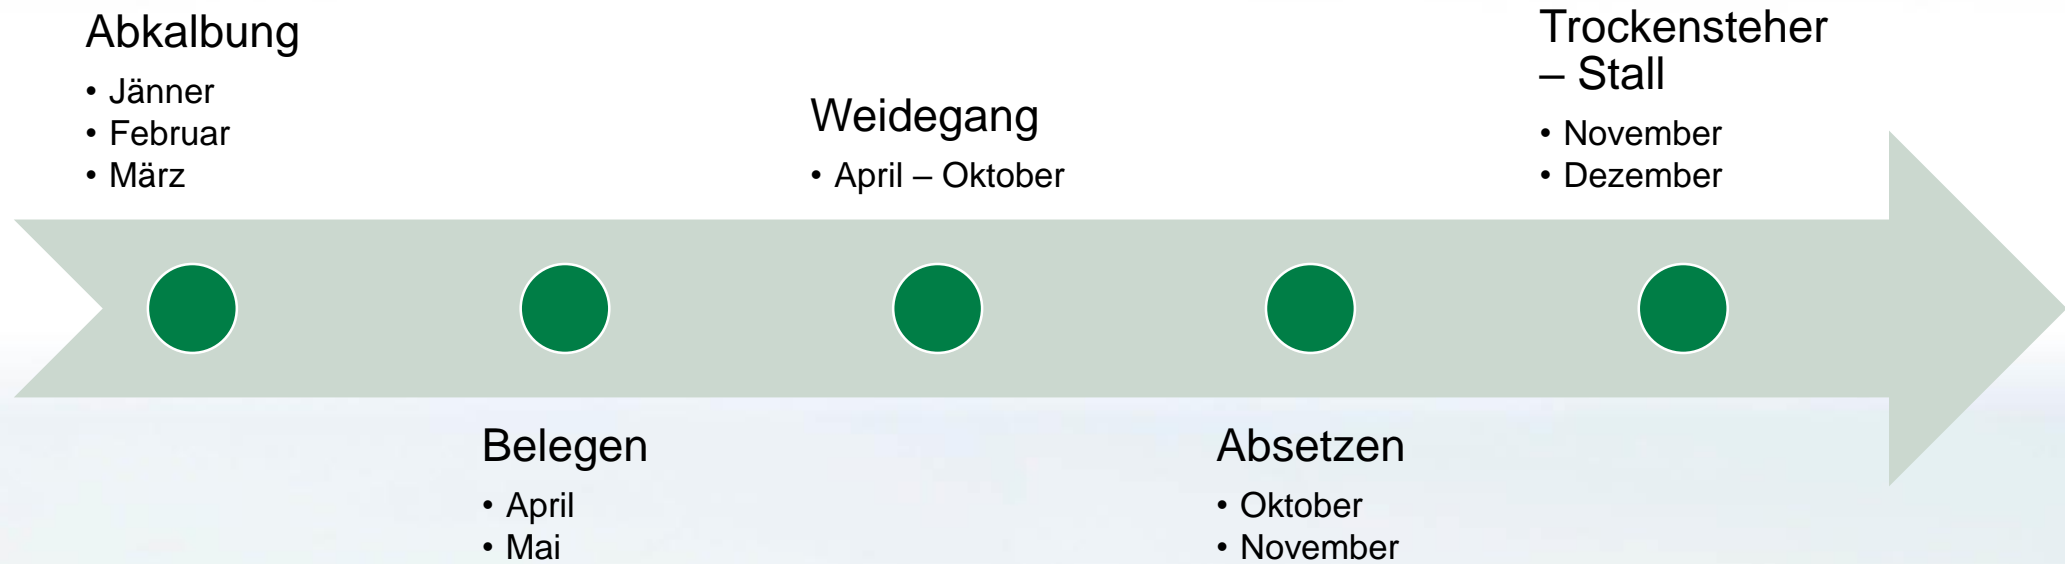 Abkalbung
• Jänner
• Februar
• März
Belegen
• April
• Mai
Weidegang
• April – Oktober
Absetzen
• Oktober
• November
Trockensteher
– Stall
• November
• Dezember